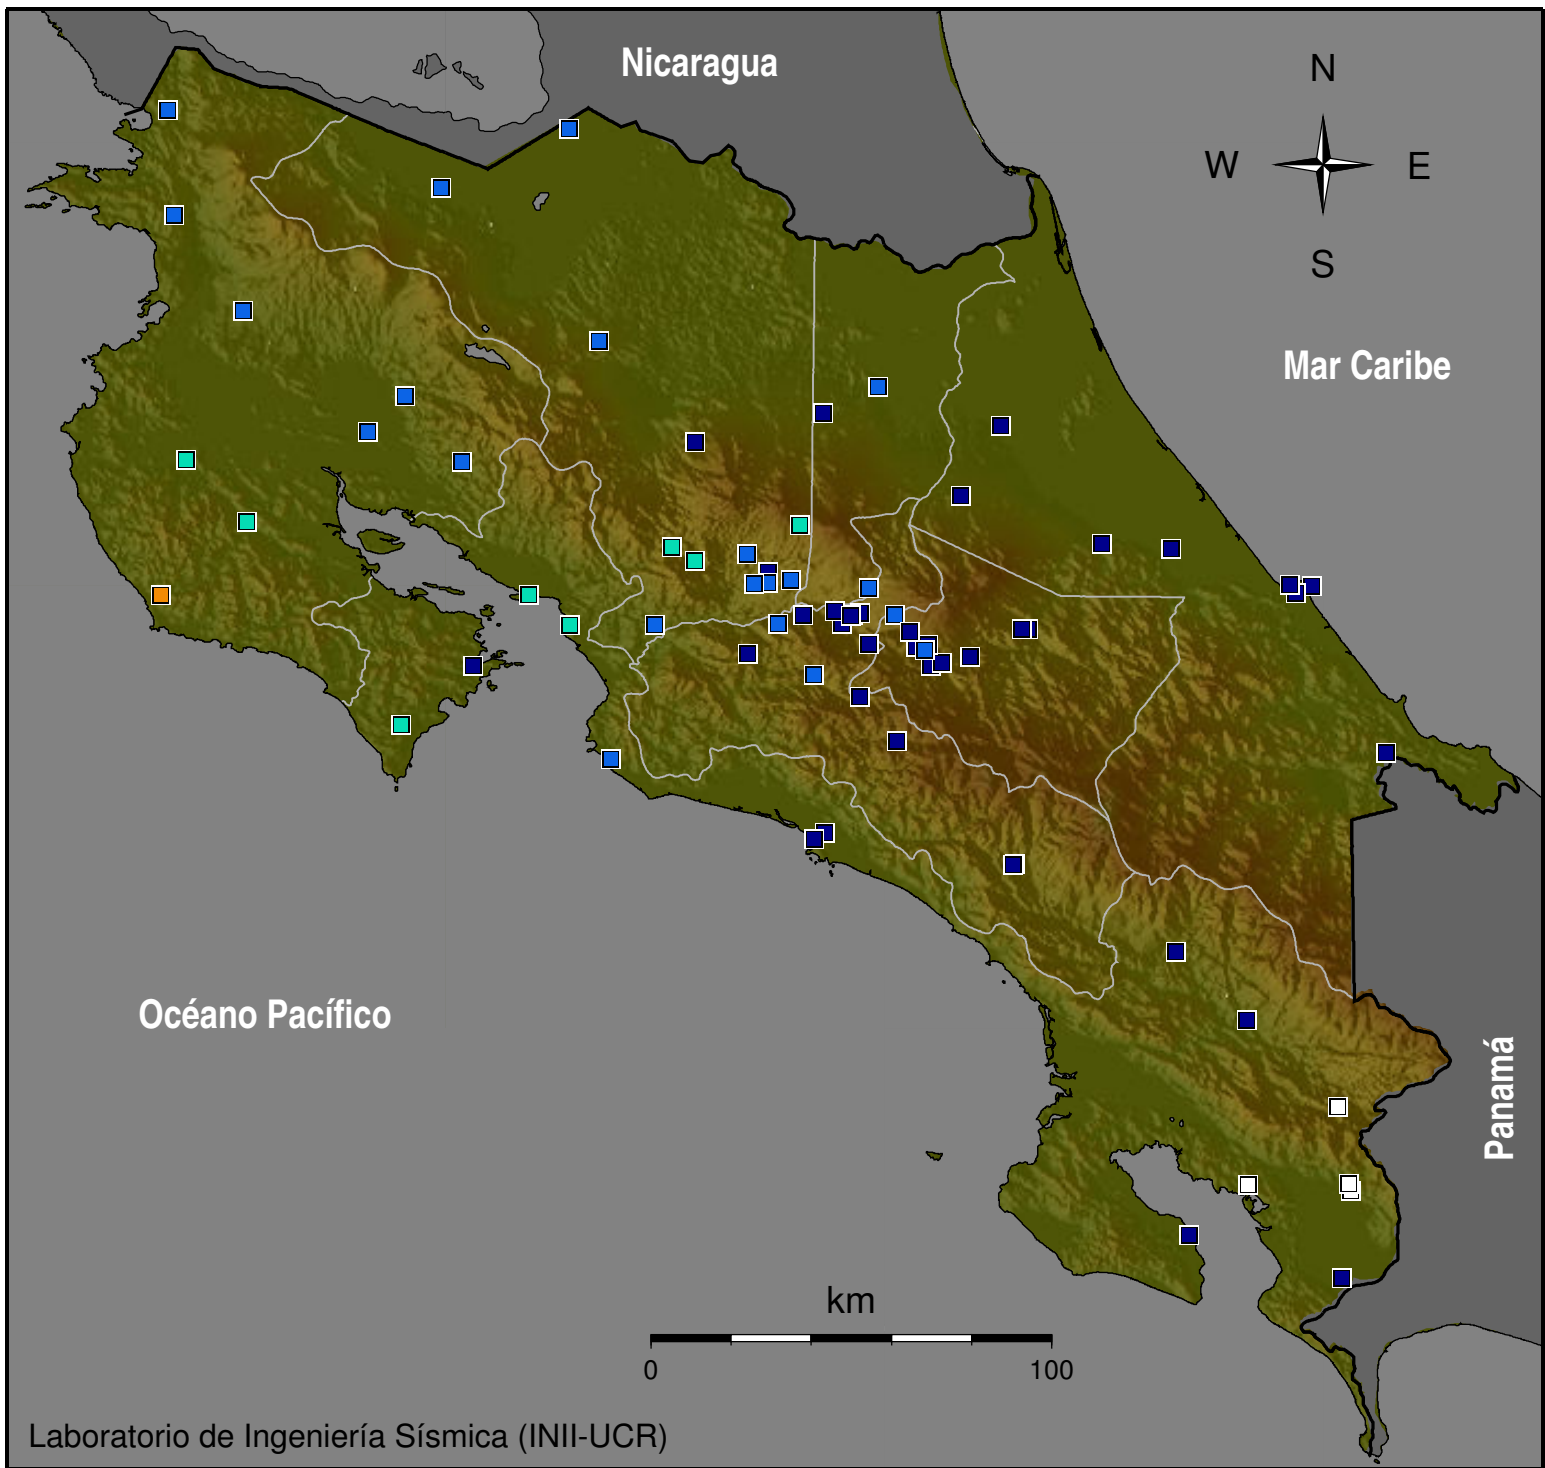 Nicaragua
N
W
E
S
Mar Caribe
Océano Pacífico
Panamá
km
0
100
Laboratorio de Ingeniería Sísmica (INII-UCR)